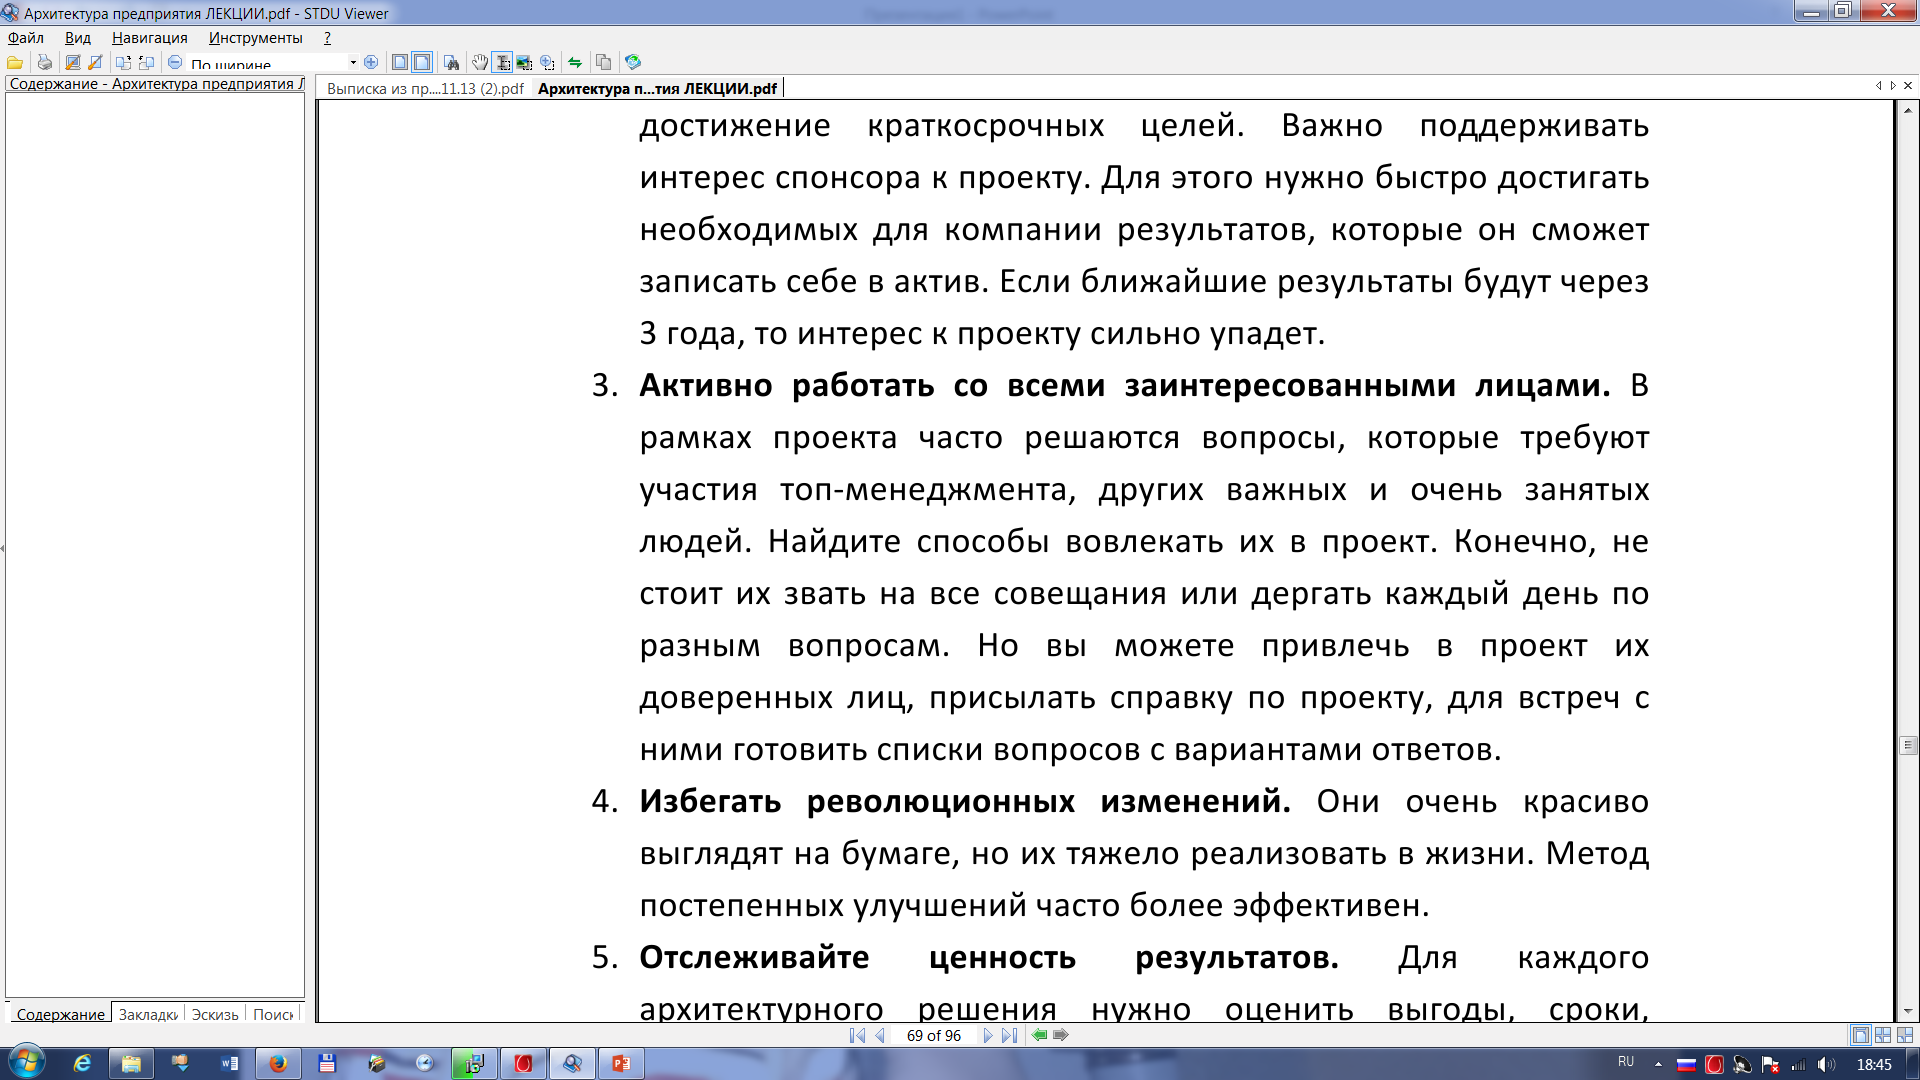 Архитектура предприятия ЛЕКЦИИ.pdf - STDU Viewer
Файл Вид Навигация Инструменты ?
По ширине
Содержание - Архитектура предприятия Л
Выписка из пр....11.13 (2).pdf Архитектура п...тия ЛЕКЦИИ.pdf
достижение краткосрочных целей. Важно поддерживать
интерес спонсора к проекту. Для этого нужно быстро достигать
необходимых для компании результатов, которые он сможет
записать себе в актив. Если ближайшие результаты будут через
3 года, то интерес к проекту сильно упадет.
3. Активно работать со всеми заинтересованными лицами. В
рамках проекта часто решаются вопросы, которые требуют
участия топ-менеджмента, других важных и очень занятых
людей. Найдите способы вовлекать их в проект. Конечно, не
стоит их звать на все совещания или дергать каждый день по
разным вопросам. Но вы можете привлечь в проект их
доверенных лиц, присылать справку по проекту, для встреч с
ними готовить списки вопросов с вариантами ответов.
4. Избегать революционных изменений. Они очень красиво
выглядят на бумаге, но их тяжело реализовать в жизни. Метод
постепенных улучшений часто более эффективен.
5. Отслеживайте ценность результатов. Для каждого
архитектурного решения нужно оценить выгоды, сроки,
Содержание Закладки Эскизь Поиск
69 of 96
RU 18:45